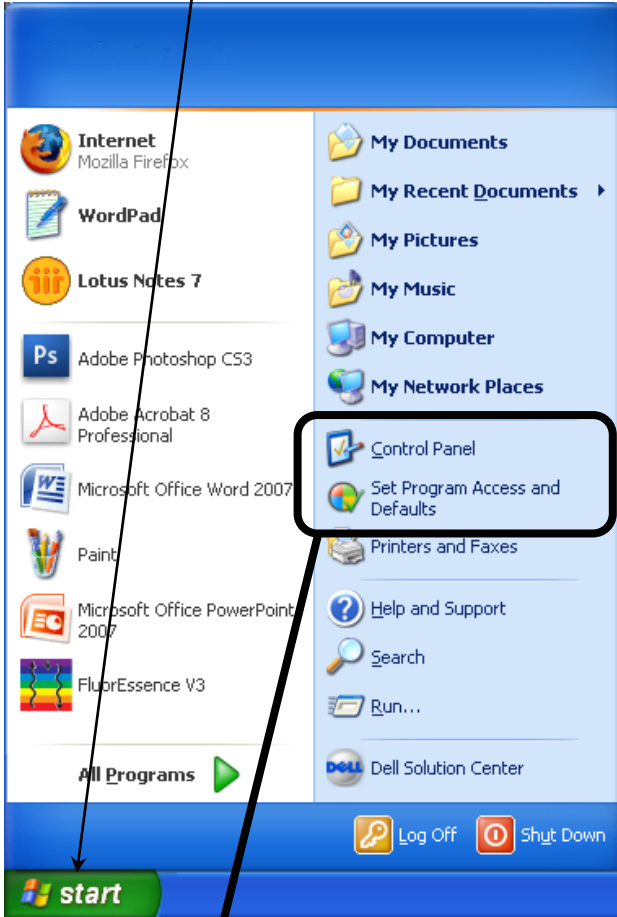 Internet
Mozilla Firefox
WordPad
Lotus Notes 7
Ps
Adobe Photoshop CS3
Adobe Acrobat 8
Professional
Microsoft Office Word 2007
Paint
Microsoft Office PowerPoint
2007
FluorEssence V3
All Programs
My Documents
My Recent Documents
My Pictures
My Music
My Computer
My Network Places
Control Panel
Set Program Access and
Defaults
Printers and Faxes
Help and Support
Search
Run...
DELL
Dell Solution Center
Log Off
Shut Down
start